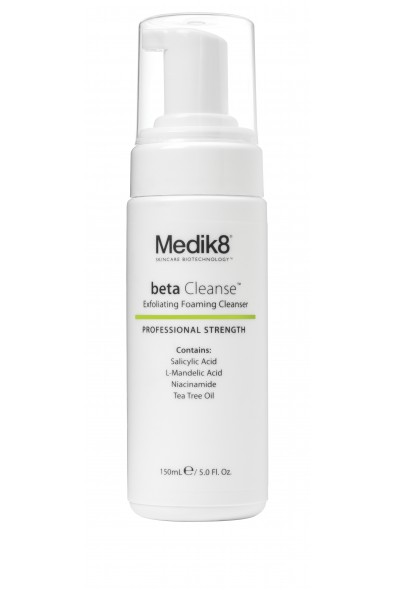 Medik8®
SKINCARE BIOTECHNOLOGY™
beta Cleanse™
Exfoliating Foaming Cleanser
PROFESSIONAL STRENGTH
Contains:
Salicylic Acid
L-Mandelic Acid
Niacinamide
Tea Tree Oil
150mL ℮ / 5.0 Fl. Oz.